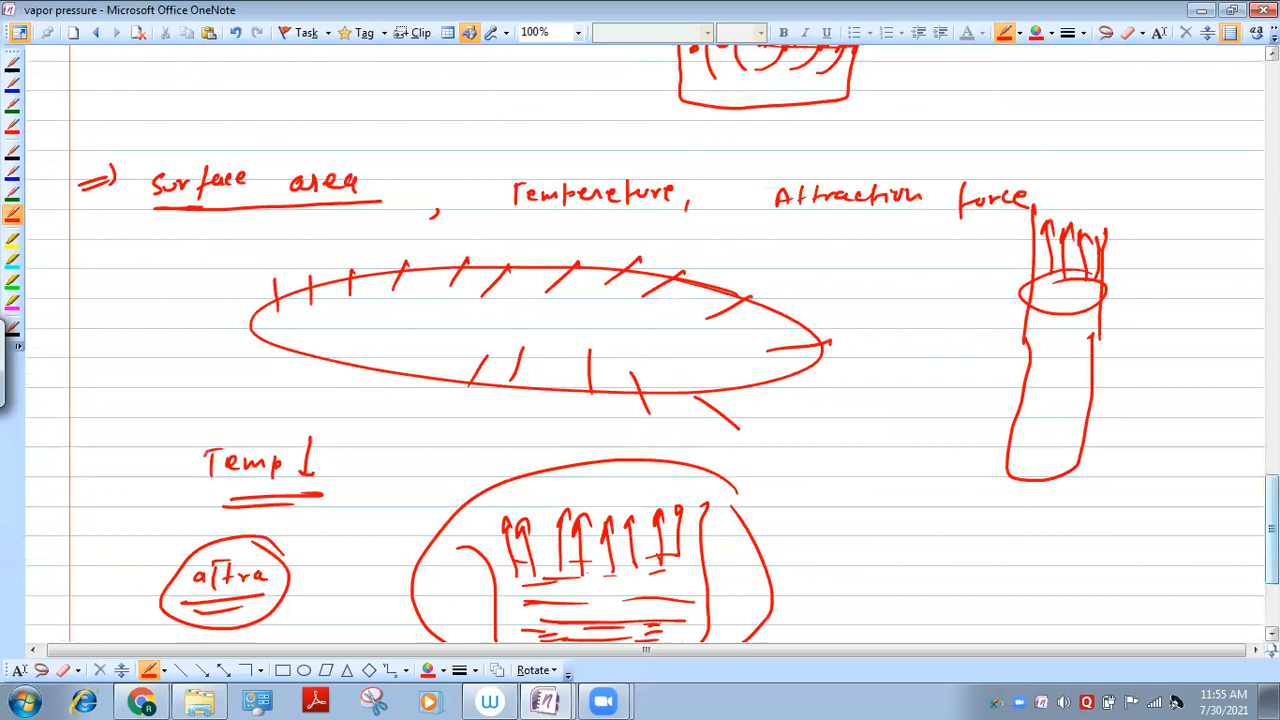 vapor pressure - Microsoft Office OneNote
Task Tag Clip 100% B I U
⇒ Surface area, Tempereture, Attraction force
Temp ↓
attra
Rotate
11:55 AM
7/30/2021